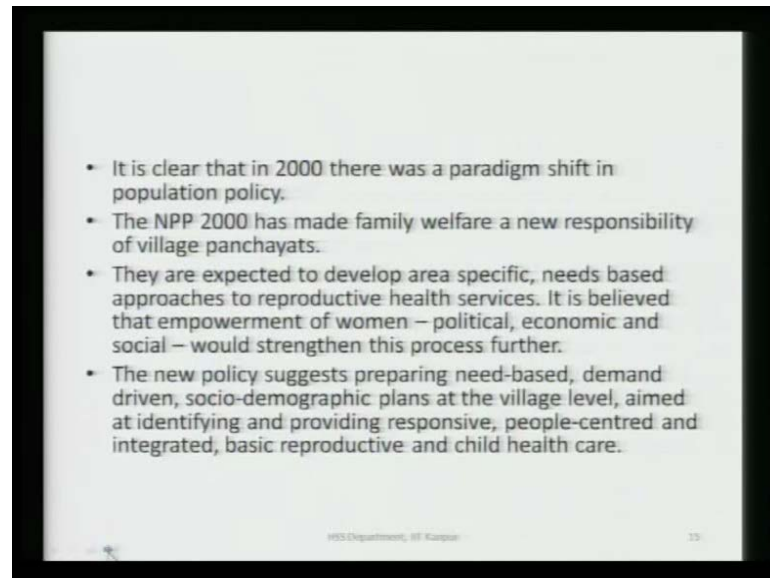 • It is clear that in 2000 there was a paradigm shift in
population policy.
• The NPP 2000 has made family welfare a new responsibility
of village panchayats.
• They are expected to develop area specific, needs based
approaches to reproductive health services. It is believed
that empowerment of women – political, economic and
social – would strengthen this process further.
• The new policy suggests preparing need-based, demand
driven, socio-demographic plans at the village level, aimed
at identifying and providing responsive, people-centred and
integrated, basic reproductive and child health care.
HSS Department, IIT Kanpur
15